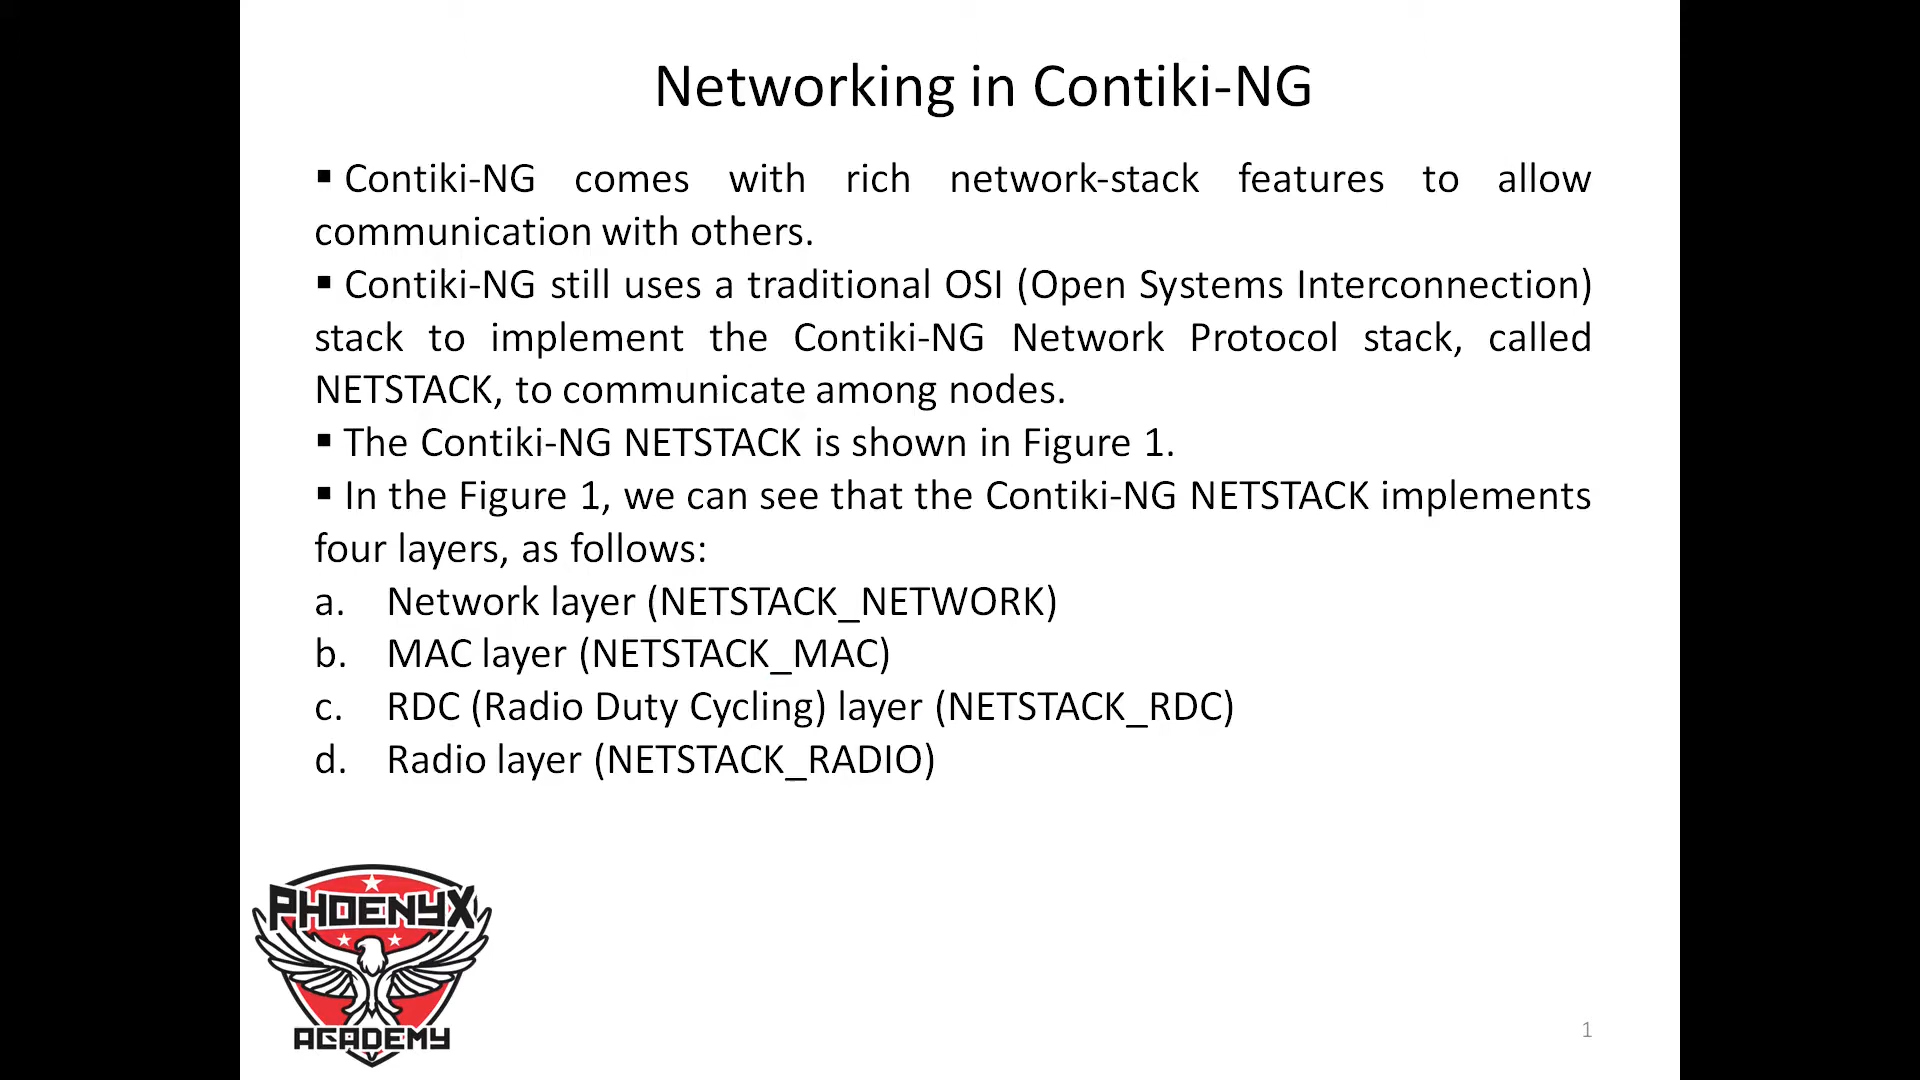 Networking in Contiki-NG
▪ Contiki-NG comes with rich network-stack features to allow
communication with others.
▪ Contiki-NG still uses a traditional OSI (Open Systems Interconnection)
stack to implement the Contiki-NG Network Protocol stack, called
NETSTACK, to communicate among nodes.
▪ The Contiki-NG NETSTACK is shown in Figure 1.
▪ In the Figure 1, we can see that the Contiki-NG NETSTACK implements
four layers, as follows:
a. Network layer (NETSTACK_NETWORK)
b. MAC layer (NETSTACK_MAC)
c. RDC (Radio Duty Cycling) layer (NETSTACK_RDC)
d. Radio layer (NETSTACK_RADIO)
PHOENYX
ACADEMY
1